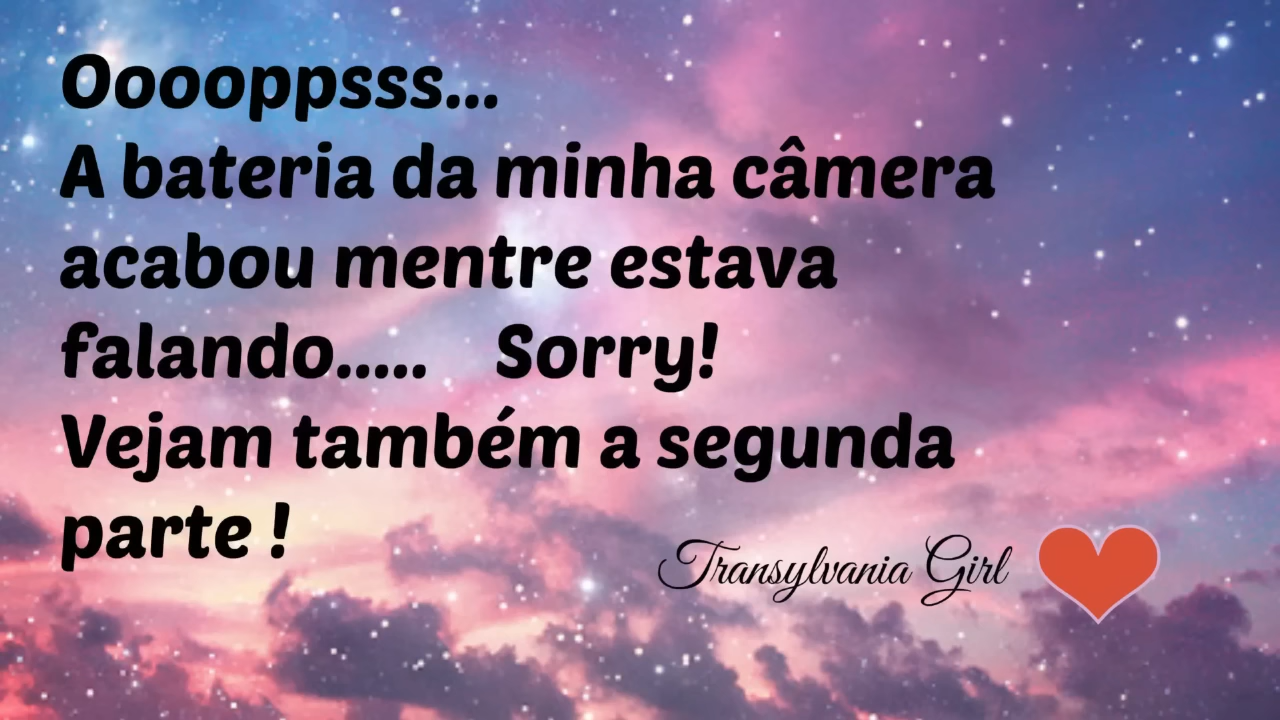 Ooooppsss...
A bateria da minha câmera
acabou mentre estava
falando..... Sorry!
Vejam também a segunda
parte !
Transylvania Girl